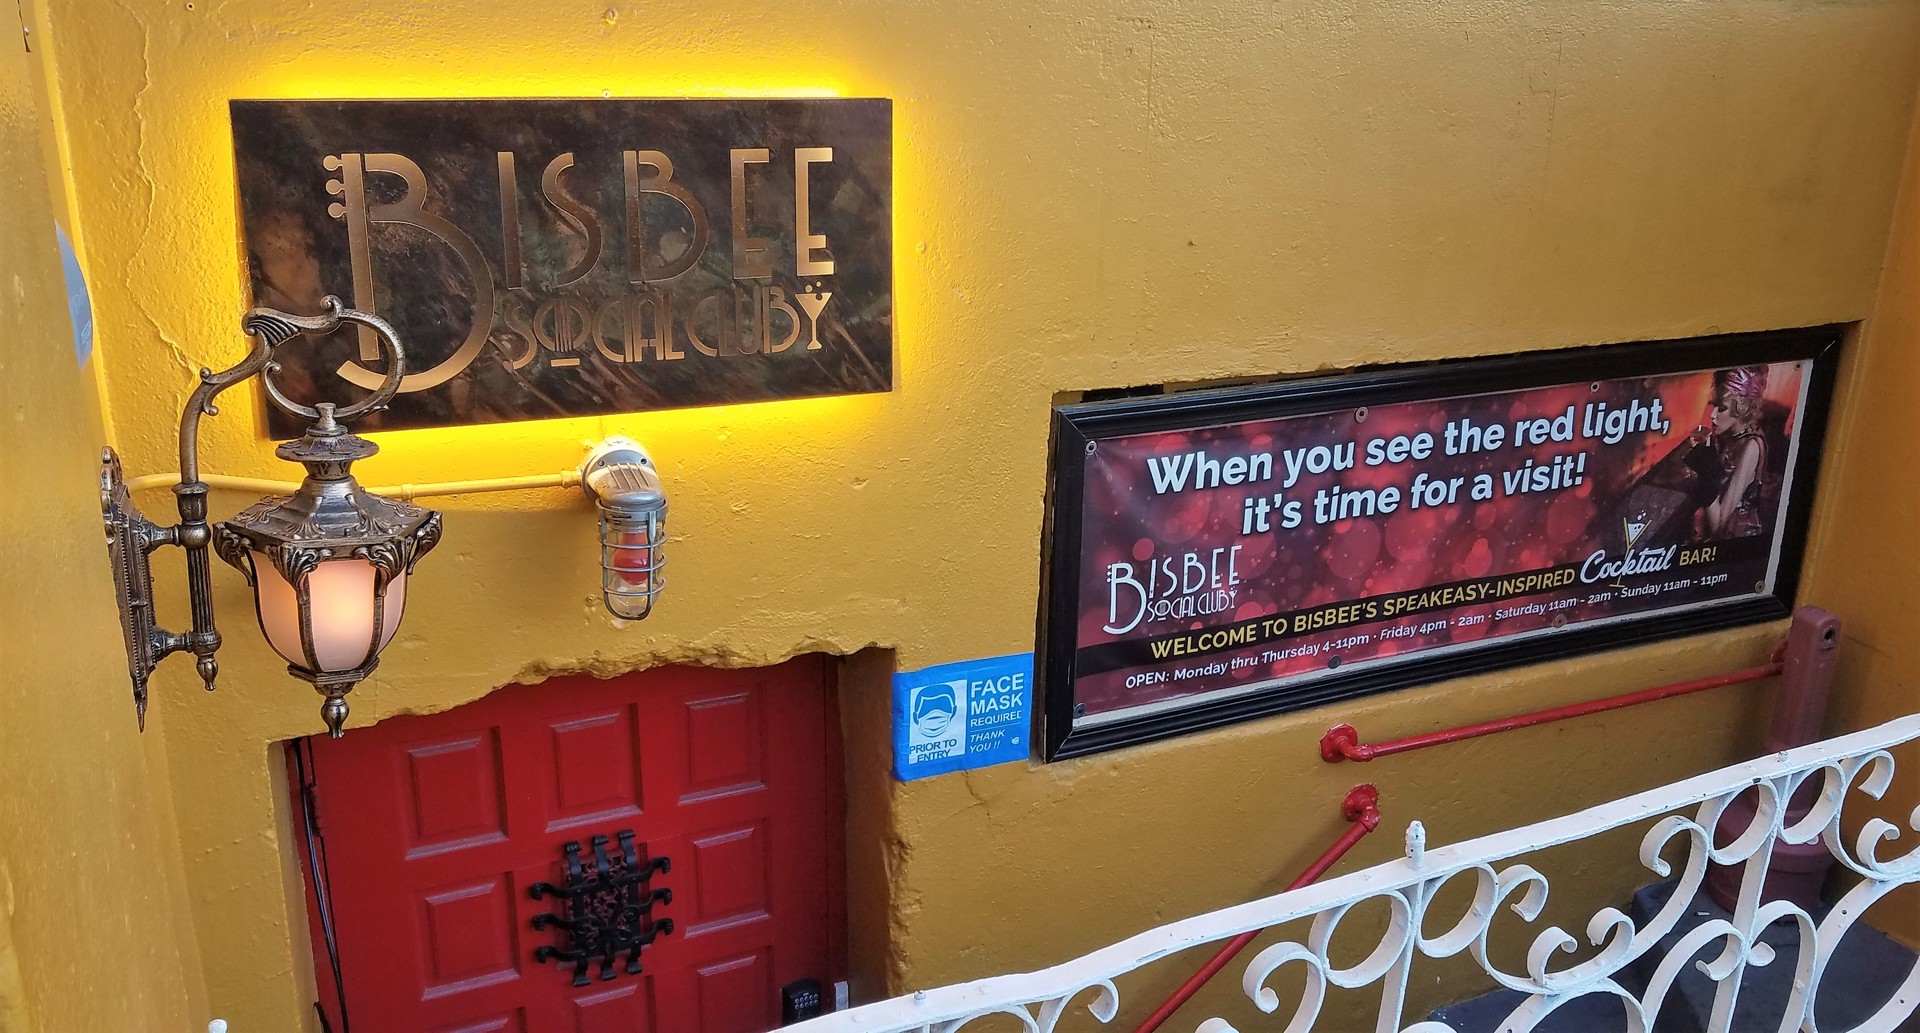 BISBEE
SOCIAL CLUB
When you see the red light,
it's time for a visit!
BISBEE
SOCIAL CLUB
WELCOME TO BISBEE'S SPEAKEASY-INSPIRED Cocktail BAR!
OPEN: Monday thru Thursday 4-11pm · Friday 4pm - 2am · Saturday 11am - 2am · Sunday 11am - 11pm
FACE
MASK
REQUIRED
THANK
YOU !!
PRIOR TO
ENTRY